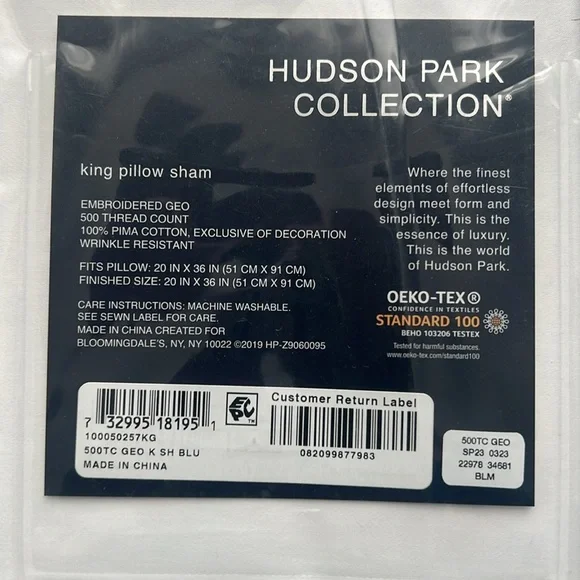 HUDSON PARK
COLLECTION®
king pillow sham
EMBROIDERED GEO
500 THREAD COUNT
100% PIMA COTTON, EXCLUSIVE OF DECORATION
WRINKLE RESISTANT
FITS PILLOW: 20 IN X 36 IN (51 CM X 91 CM)
FINISHED SIZE: 20 IN X 36 IN (51 CM X 91 CM)
CARE INSTRUCTIONS: MACHINE WASHABLE.
SEE SEWN LABEL FOR CARE.
MADE IN CHINA CREATED FOR
BLOOMINGDALE'S, NY, NY 10022 ©2019 HP-Z9060095
Where the finest
elements of effortless
design meet form and
simplicity. This is the
essence of luxury.
This is the world
of Hudson Park.
OEKO-TEX®
CONFIDENCE IN TEXTILES
STANDARD 100
BEHO 103206 TESTEX
Tested for harmful substances.
www.oeko-tex.com/standard100
7 32995 18195 1
100050257KG
500TC GEO K SH BLU
MADE IN CHINA
EPC™
Customer Return Label
082099877983
500TC GEO
SP23 0323
22978 34681
BLM